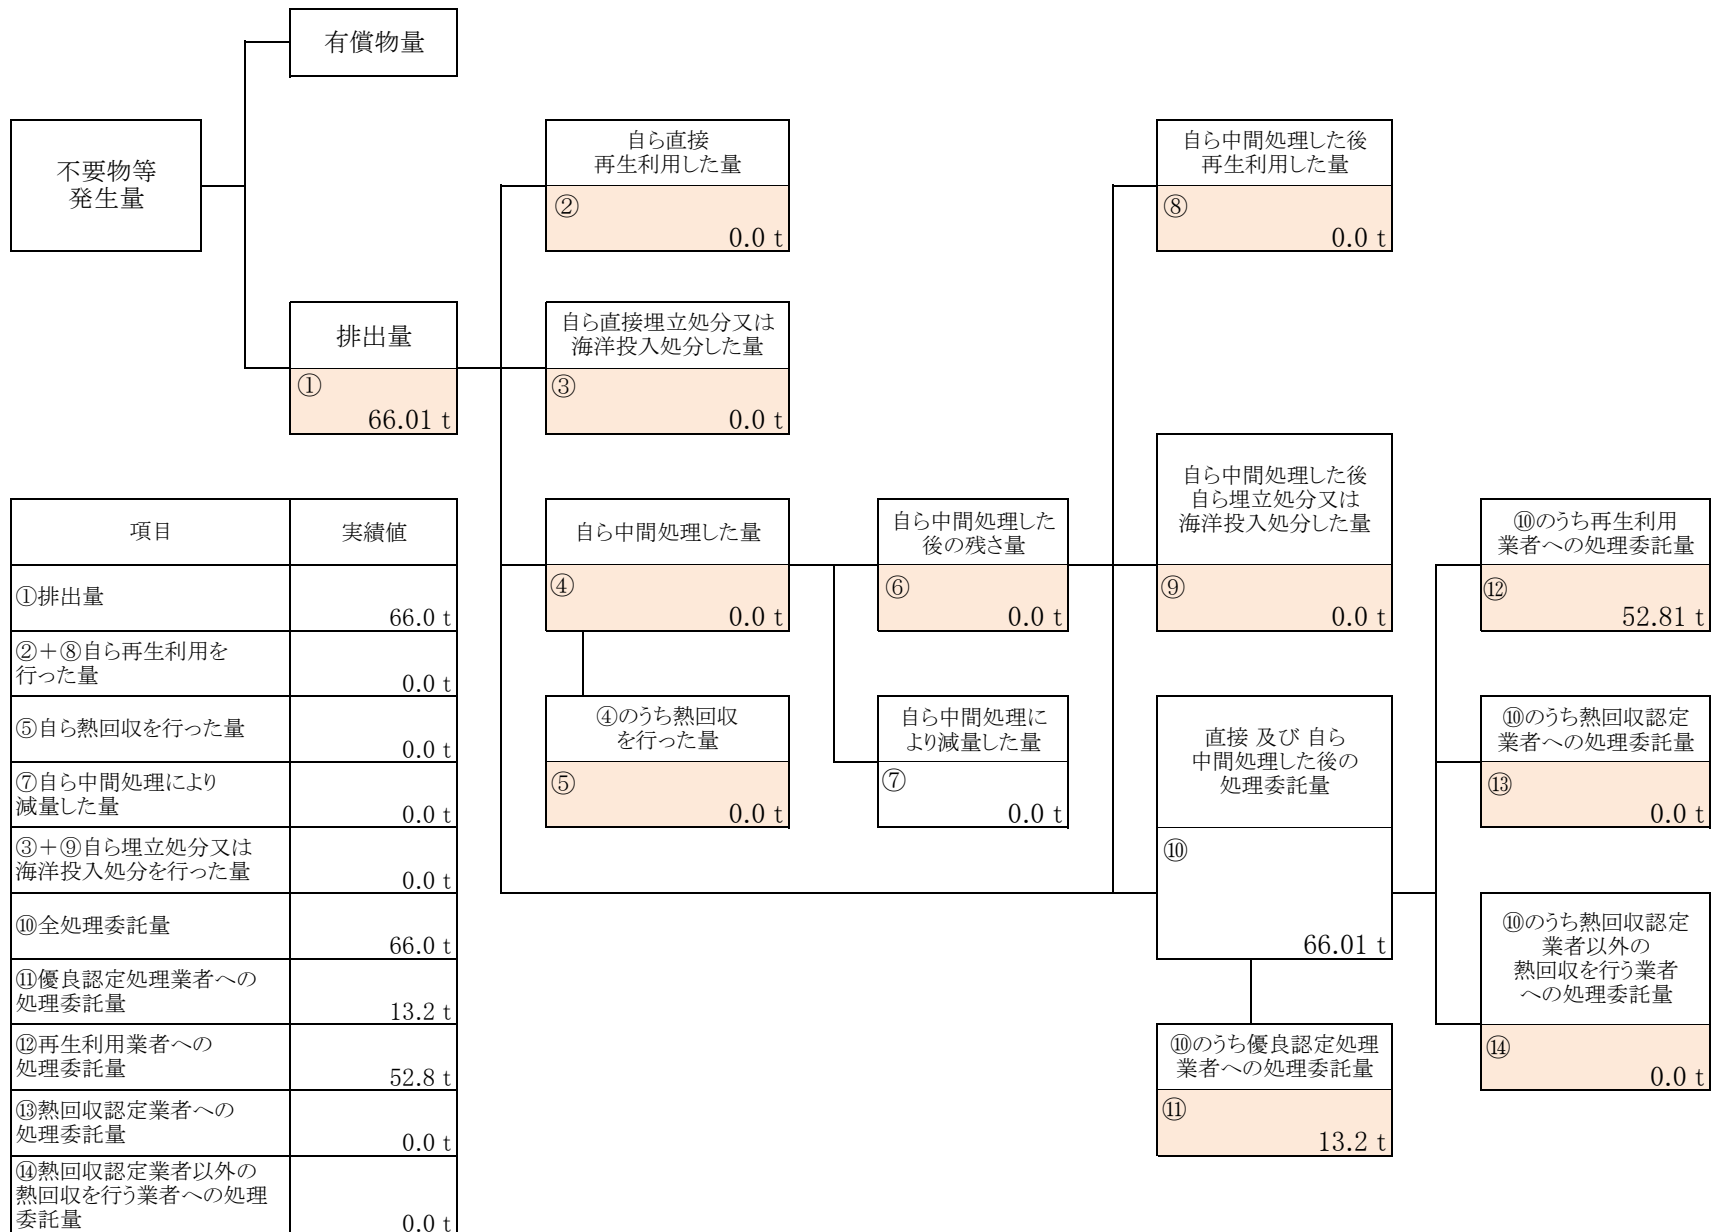 有償物量
不要物等
発生量
自ら直接
再生利用した量
②
0.0 t
自ら中間処理した後
再生利用した量
⑧
0.0 t
排出量
①
66.01 t
自ら直接埋立処分又は
海洋投入処分した量
③
0.0 t
自ら中間処理した量
④
0.0 t
自ら中間処理した
後の残さ量
⑥
0.0 t
自ら中間処理した後
自ら埋立処分又は
海洋投入処分した量
⑨
0.0 t
⑩のうち再生利用
業者への処理委託量
⑫
52.81 t
④のうち熱回収
を行った量
⑤
0.0 t
自ら中間処理に
より減量した量
⑦
0.0 t
直接 及び 自ら
中間処理した後の
処理委託量
⑩
66.01 t
⑩のうち熱回収認定
業者への処理委託量
⑬
0.0 t
⑩のうち熱回収認定
業者以外の
熱回収を行う業者
への処理委託量
⑭
0.0 t
⑩のうち優良認定処理
業者への処理委託量
⑪
13.2 t
項目 実績値
①排出量
66.0 t
②＋⑧自ら再生利用を
行った量
0.0 t
⑤自ら熱回収を行った量
0.0 t
⑦自ら中間処理により
減量した量
0.0 t
③＋⑨自ら埋立処分又は
海洋投入処分を行った量
0.0 t
⑩全処理委託量
66.0 t
⑪優良認定処理業者への
処理委託量
13.2 t
⑫再生利用業者への
処理委託量
52.8 t
⑬熱回収認定業者への
処理委託量
0.0 t
⑭熱回収認定業者以外の
熱回収を行う業者への処理
委託量
0.0 t